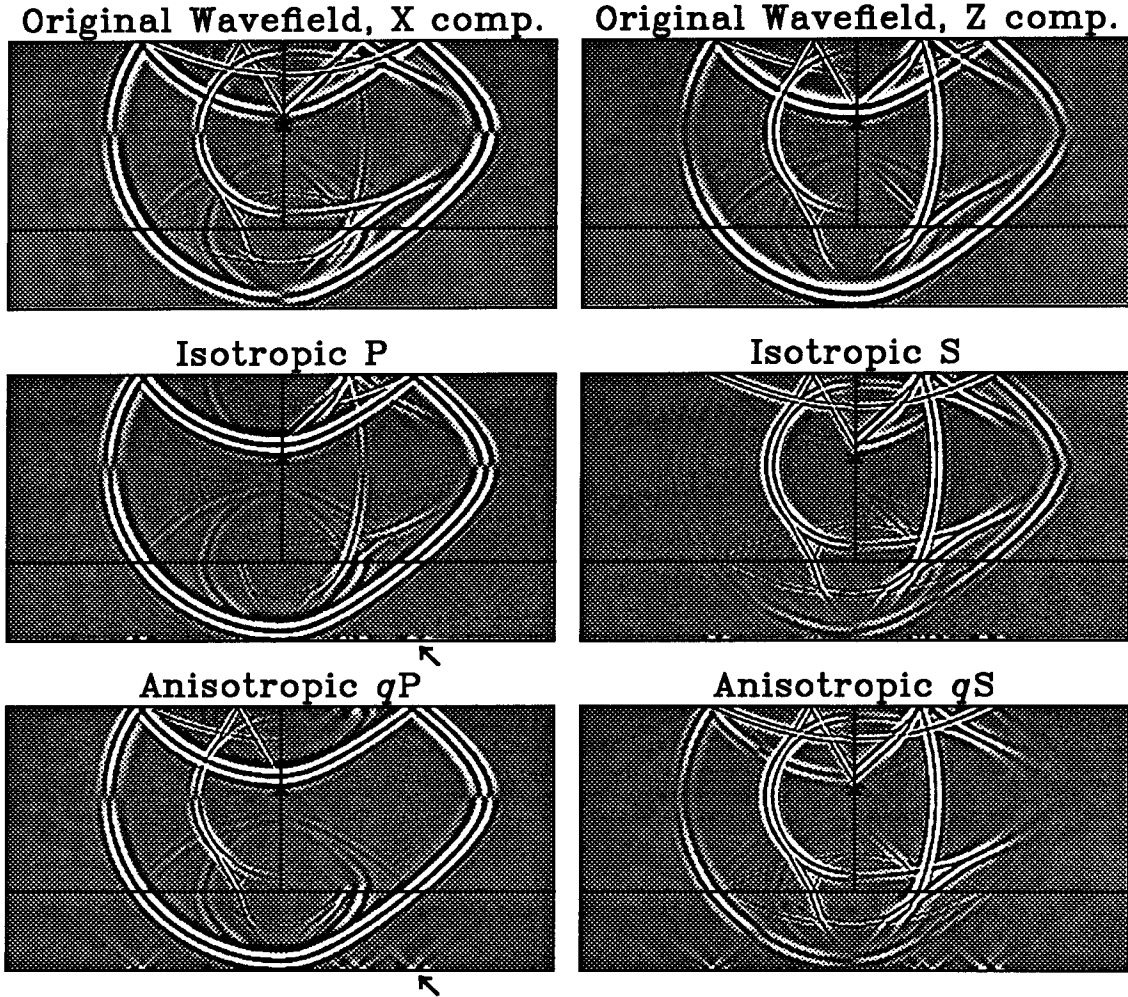 Original Wavefield, X comp.
Original Wavefield, Z comp.
Isotropic P
Isotropic S
Anisotropic qP
Anisotropic qS